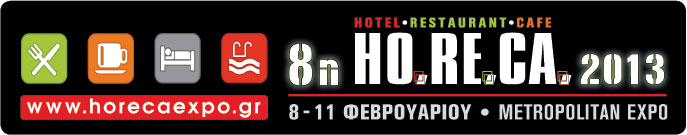 HOTEL•RESTAURANT•CAFE
8η HO.RE.CA. 2013
www.horecaexpo.gr
8 - 11 ΦΕΒΡΟΥΑΡΙΟΥ • METROPOLITAN EXPO